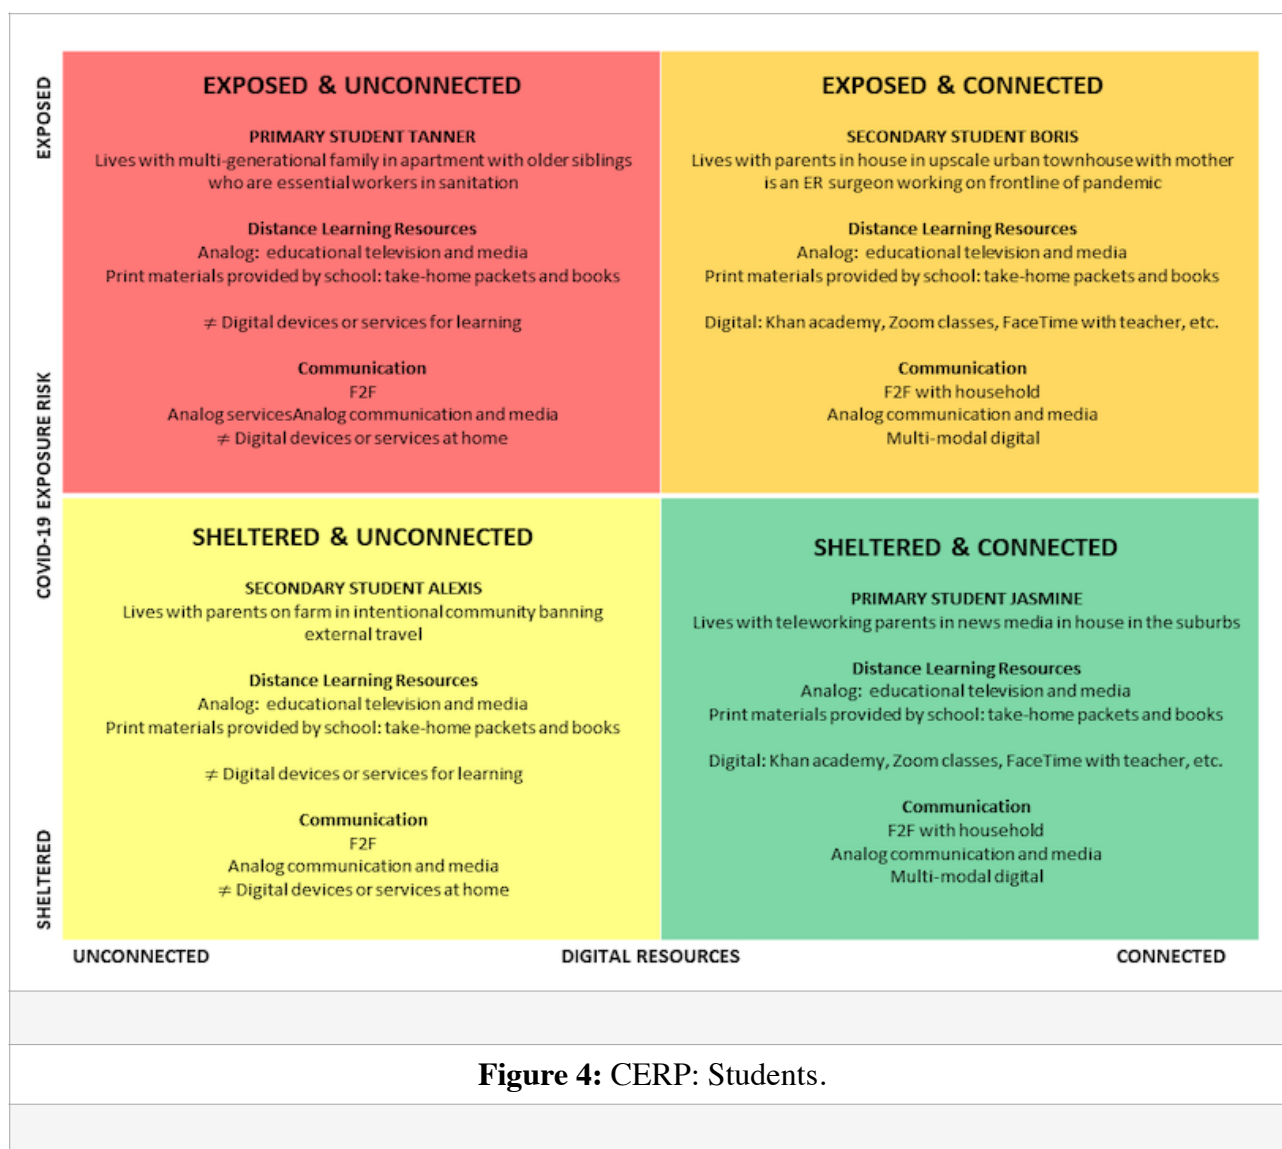 EXPOSED
COVID-19 EXPOSURE RISK
SHELTERED
EXPOSED & UNCONNECTED
PRIMARY STUDENT TANNER
Lives with multi-generational family in apartment with older siblings
who are essential workers in sanitation
Distance Learning Resources
Analog: educational television and media
Print materials provided by school: take-home packets and books
≠ Digital devices or services for learning
Communication
F2F
Analog servicesAnalog communication and media
≠ Digital devices or services at home
EXPOSED & CONNECTED
SECONDARY STUDENT BORIS
Lives with parents in house in upscale urban townhouse with mother
is an ER surgeon working on frontline of pandemic
Distance Learning Resources
Analog: educational television and media
Print materials provided by school: take-home packets and books
Digital: Khan academy, Zoom classes, FaceTime with teacher, etc.
Communication
F2F with household
Analog communication and media
Multi-modal digital
SHELTERED & UNCONNECTED
SECONDARY STUDENT ALEXIS
Lives with parents on farm in intentional community banning
external travel
Distance Learning Resources
Analog: educational television and media
Print materials provided by school: take-home packets and books
≠ Digital devices or services for learning
Communication
F2F
Analog communication and media
≠ Digital devices or services at home
SHELTERED & CONNECTED
PRIMARY STUDENT JASMINE
Lives with teleworking parents in news media in house in the suburbs
Distance Learning Resources
Analog: educational television and media
Print materials provided by school: take-home packets and books
Digital: Khan academy, Zoom classes, FaceTime with teacher, etc.
Communication
F2F with household
Analog communication and media
Multi-modal digital
UNCONNECTED
DIGITAL RESOURCES
CONNECTED
Figure 4: CERP: Students.